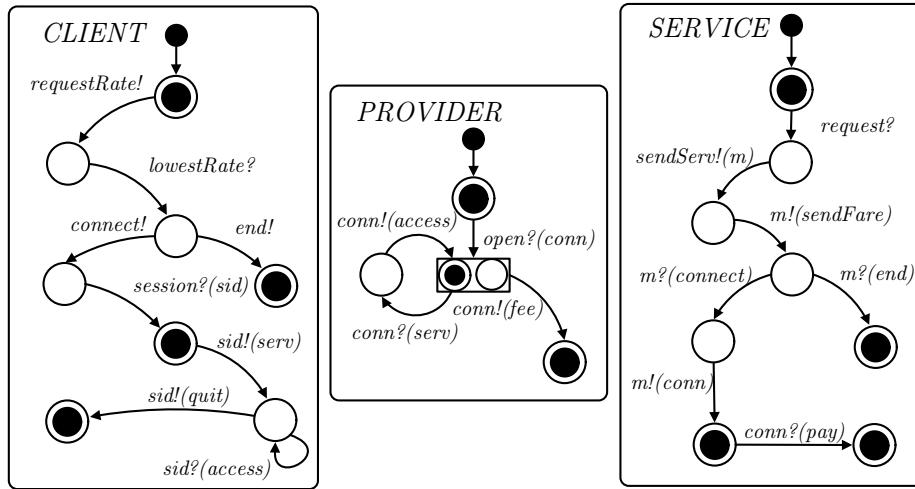 CLIENT
requestRate!
lowestRate?
connect!
end!
session?(sid)
sid!(serv)
sid!(quit)
sid?(access)
PROVIDER
conn!(access)
open?(conn)
conn?(serv)
conn!(fee)
SERVICE
request?
sendServ!(m)
m!(sendFare)
m?(connect)
m?(end)
m!(conn)
conn?(pay)